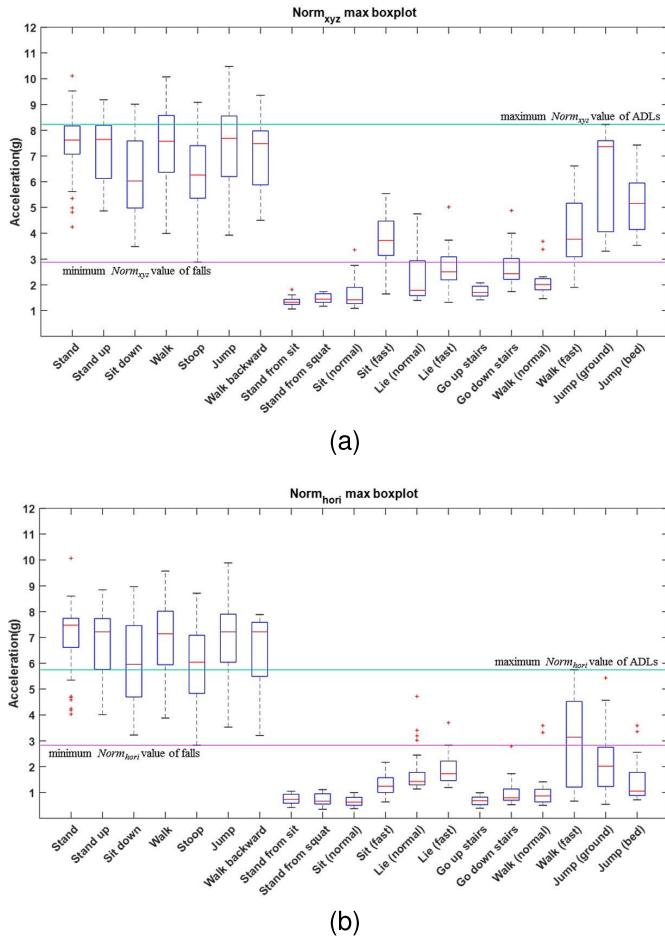 Norm_xyz max boxplot
12
11
10
9
8
7
6
5
4
3
2
1
Acceleration(g)
maximum Norm_xyz value of ADLs
minimum Norm_xyz value of falls
Stand
Stand up
Sit down
Walk
Stoop
Jump
Walk backward
Stand from sit
Stand from squat
Sit (normal)
Sit (fast)
Lie (normal)
Lie (fast)
Go up stairs
Go down stairs
Walk (normal)
Walk (fast)
Jump (ground)
Jump (bed)
(a)
Norm_hori max boxplot
12
11
10
9
8
7
6
5
4
3
2
1
Acceleration(g)
maximum Norm_hori value of ADLs
minimum Norm_hori value of falls
Stand
Stand up
Sit down
Walk
Stoop
Jump
Walk backward
Stand from sit
Stand from squat
Sit (normal)
Sit (fast)
Lie (normal)
Lie (fast)
Go up stairs
Go down stairs
Walk (normal)
Walk (fast)
Jump (ground)
Jump (bed)
(b)